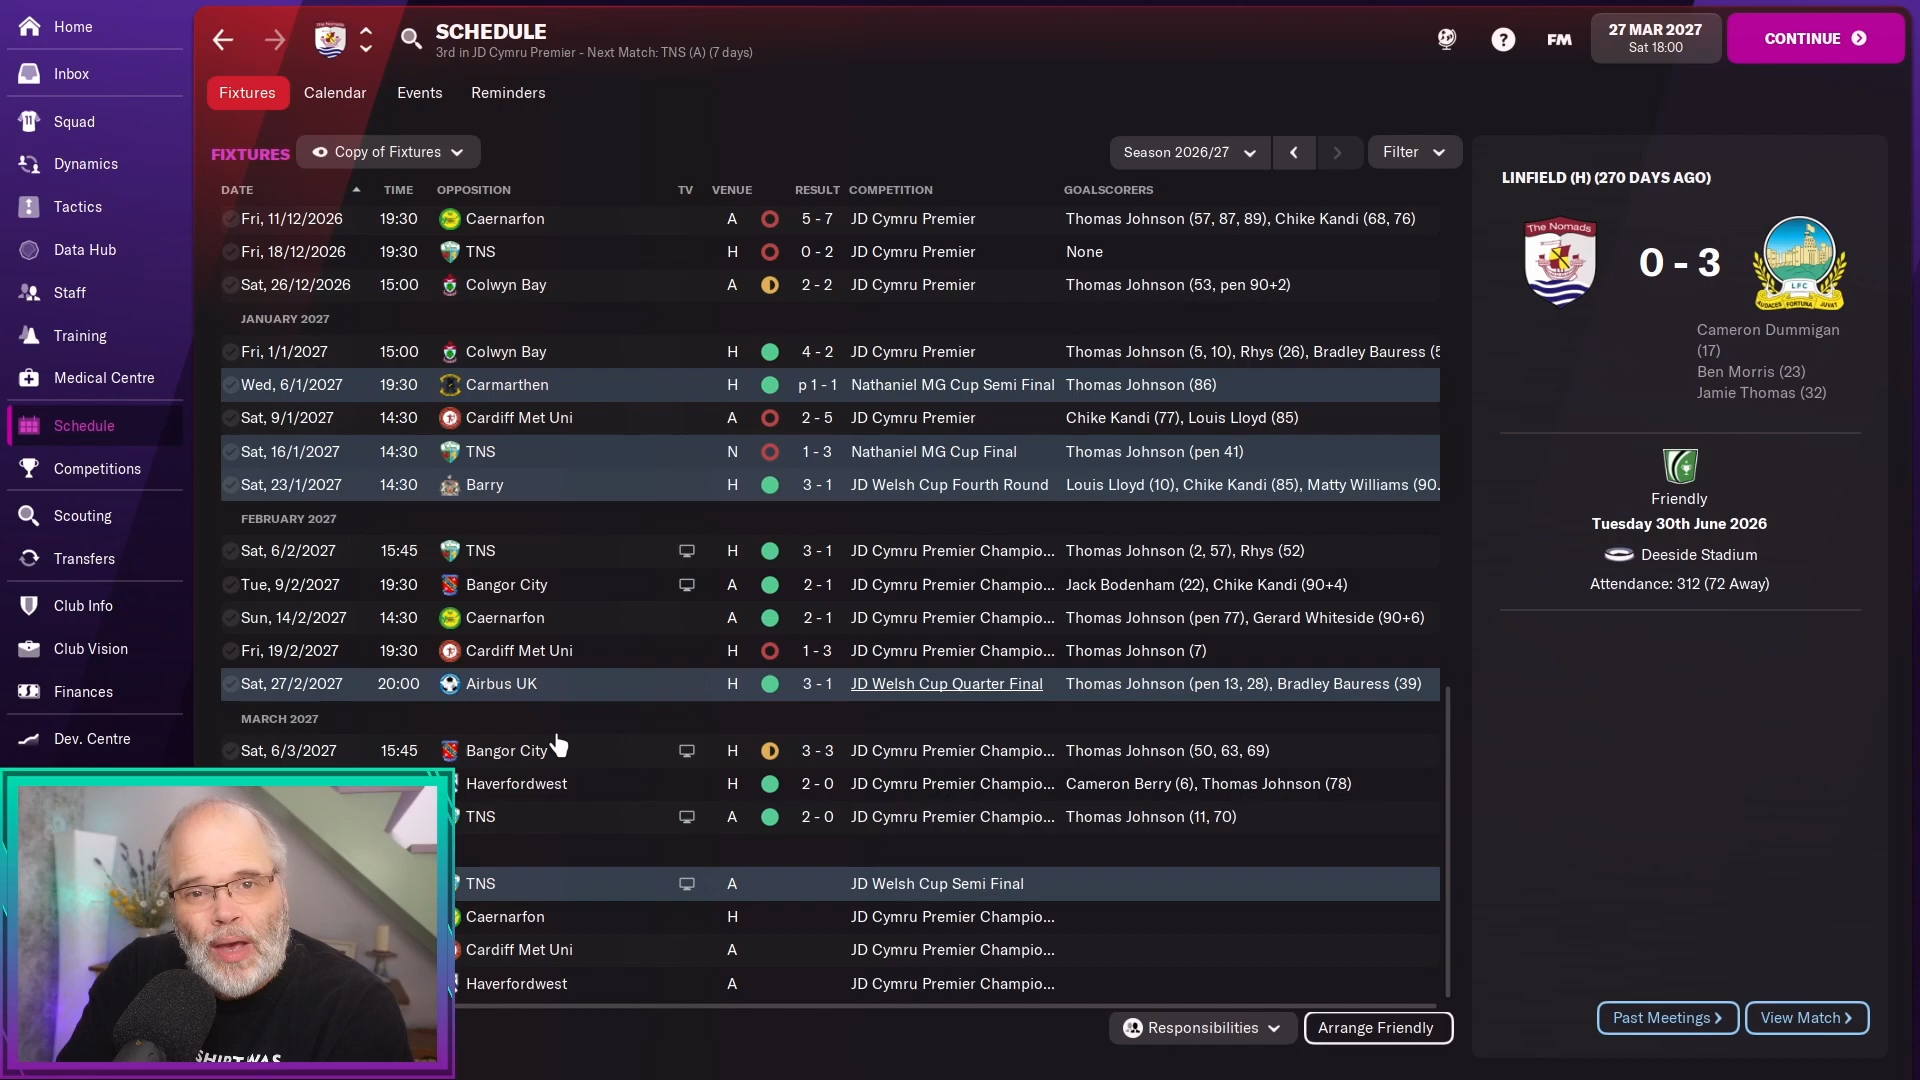 Home
Inbox
Squad
Dynamics
Tactics
Data Hub
Staff
Training
Medical Centre
Schedule
Competitions
Scouting
Transfers
Club Info
Club Vision
Finances
Dev. Centre
The Nomads
SCHEDULE
3rd in JD Cymru Premier - Next Match: TNS (A) (7 days)
? FM
27 MAR 2027
Sat 18:00
CONTINUE
Fixtures Calendar Events Reminders
FIXTURES Copy of Fixtures Season 2026/27 Filter
DATE TIME OPPOSITION TV VENUE RESULT COMPETITION GOALSCORERS
Fri, 11/12/2026 19:30 Caernarfon A 5 - 7 JD Cymru Premier Thomas Johnson (57, 87, 89), Chike Kandi (68, 76)
Fri, 18/12/2026 19:30 TNS H 0 - 2 JD Cymru Premier None
Sat, 26/12/2026 15:00 Colwyn Bay A 2 - 2 JD Cymru Premier Thomas Johnson (53, pen 90+2)
JANUARY 2027
Fri, 1/1/2027 15:00 Colwyn Bay H 4 - 2 JD Cymru Premier Thomas Johnson (5, 10), Rhys (26), Bradley Bauress (5
Wed, 6/1/2027 19:30 Carmarthen H p 1 - 1 Nathaniel MG Cup Semi Final Thomas Johnson (86)
Sat, 9/1/2027 14:30 Cardiff Met Uni A 2 - 5 JD Cymru Premier Chike Kandi (77), Louis Lloyd (85)
Sat, 16/1/2027 14:30 TNS N 1 - 3 Nathaniel MG Cup Final Thomas Johnson (pen 41)
Sat, 23/1/2027 14:30 Barry H 3 - 1 JD Welsh Cup Fourth Round Louis Lloyd (10), Chike Kandi (85), Matty Williams (90.
FEBRUARY 2027
Sat, 6/2/2027 15:45 TNS H 3 - 1 JD Cymru Premier Champio... Thomas Johnson (2, 57), Rhys (52)
Tue, 9/2/2027 19:30 Bangor City A 2 - 1 JD Cymru Premier Champio... Jack Bodenham (22), Chike Kandi (90+4)
Sun, 14/2/2027 14:30 Caernarfon A 2 - 1 JD Cymru Premier Champio... Thomas Johnson (pen 77), Gerard Whiteside (90+6)
Fri, 19/2/2027 19:30 Cardiff Met Uni H 1 - 3 JD Cymru Premier Champio... Thomas Johnson (7)
Sat, 27/2/2027 20:00 Airbus UK H 3 - 1 JD Welsh Cup Quarter Final Thomas Johnson (pen 13, 28), Bradley Bauress (39)
MARCH 2027
Sat, 6/3/2027 15:45 Bangor City H 3 - 3 JD Cymru Premier Champio... Thomas Johnson (50, 63, 69)
Haverfordwest H 2 - 0 JD Cymru Premier Champio... Cameron Berry (6), Thomas Johnson (78)
TNS A 2 - 0 JD Cymru Premier Champio... Thomas Johnson (11, 70)
TNS A JD Welsh Cup Semi Final
Caernarfon H JD Cymru Premier Champio...
Cardiff Met Uni A JD Cymru Premier Champio...
Haverfordwest A JD Cymru Premier Champio...
Responsibilities Arrange Friendly
LINFIELD (H) (270 DAYS AGO)
The Nomads
0 - 3
LFC
AUDACES FORTUNA JUVAT
Cameron Dummigan
(17)
Ben Morris (23)
Jamie Thomas (32)
Friendly
Tuesday 30th June 2026
Deeside Stadium
Attendance: 312 (72 Away)
Past Meetings View Match
SHIRT WAS